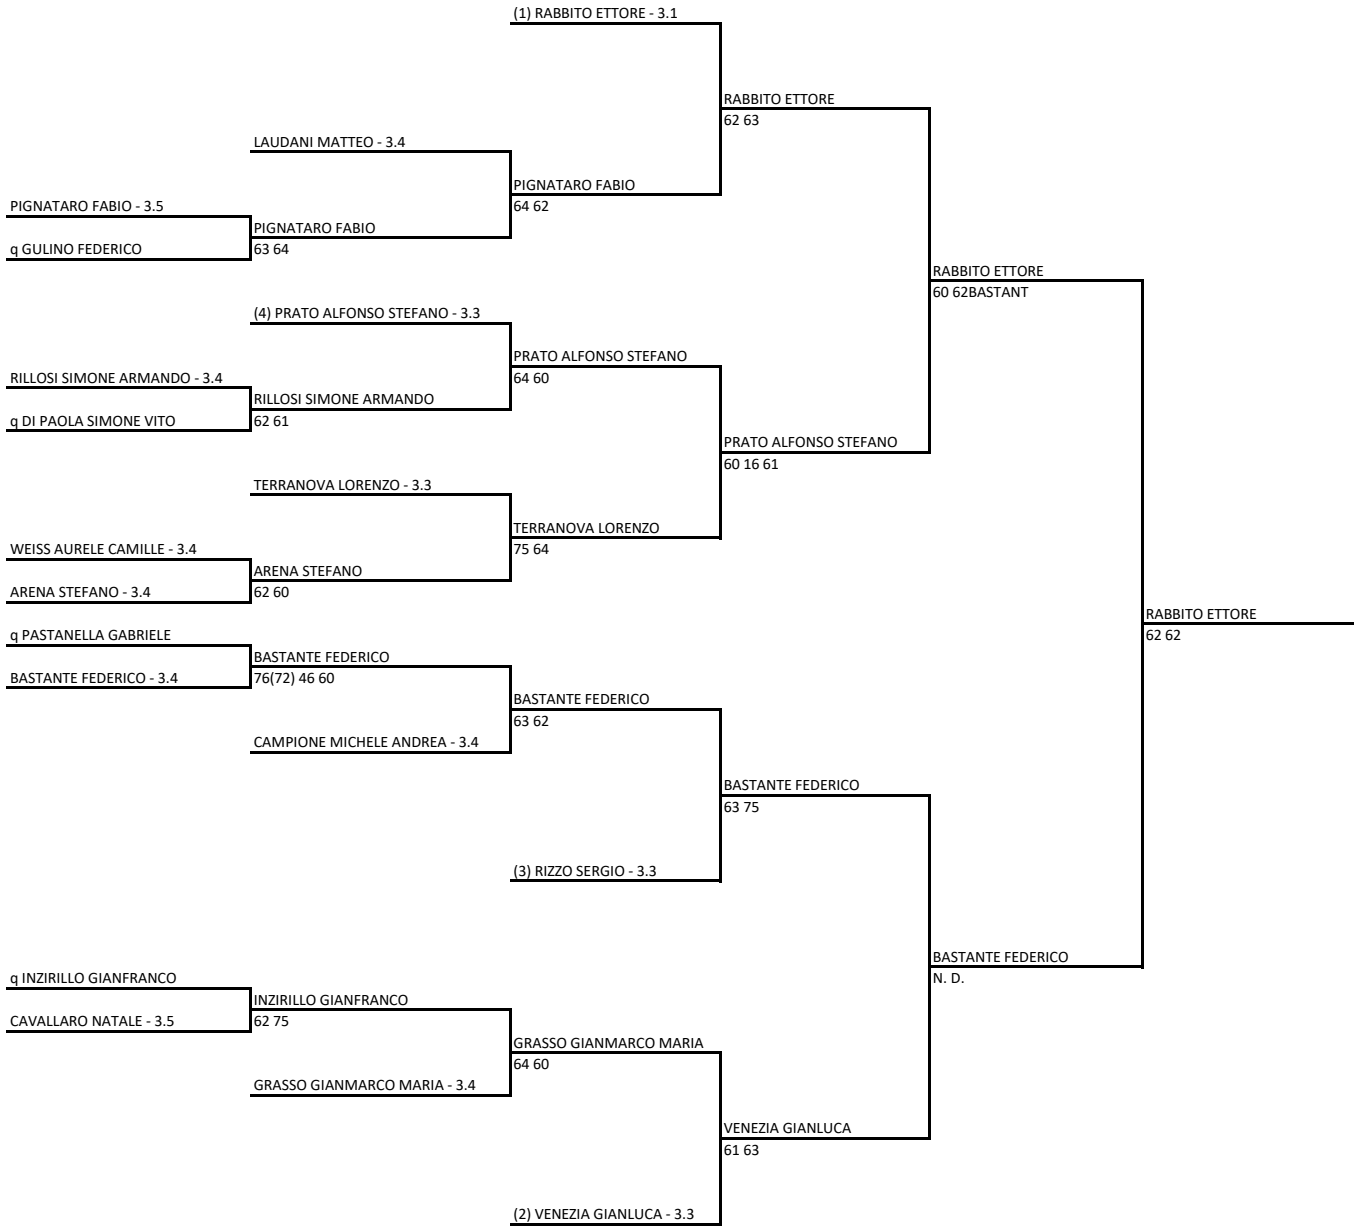 (1) RABBITO ETTORE - 3.1
RABBITO ETTORE
62 63
LAUDANI MATTEO - 3.4
PIGNATARO FABIO
64 62
PIGNATARO FABIO - 3.5
PIGNATARO FABIO
63 64
q GULINO FEDERICO
RABBITO ETTORE
60 62BASTANT
(4) PRATO ALFONSO STEFANO - 3.3
PRATO ALFONSO STEFANO
64 60
RILLOSI SIMONE ARMANDO - 3.4
RILLOSI SIMONE ARMANDO
62 61
q DI PAOLA SIMONE VITO
PRATO ALFONSO STEFANO
60 16 61
TERRANOVA LORENZO - 3.3
TERRANOVA LORENZO
75 64
WEISS AURELE CAMILLE - 3.4
ARENA STEFANO
62 60
ARENA STEFANO - 3.4
RABBITO ETTORE
62 62
q PASTANELLA GABRIELE
BASTANTE FEDERICO
76(72) 46 60
BASTANTE FEDERICO - 3.4
BASTANTE FEDERICO
63 62
CAMPIONE MICHELE ANDREA - 3.4
BASTANTE FEDERICO
63 75
(3) RIZZO SERGIO - 3.3
BASTANTE FEDERICO
N. D.
q INZIRILLO GIANFRANCO
INZIRILLO GIANFRANCO
62 75
CAVALLARO NATALE - 3.5
GRASSO GIANMARCO MARIA
64 60
GRASSO GIANMARCO MARIA - 3.4
VENEZIA GIANLUCA
61 63
(2) VENEZIA GIANLUCA - 3.3